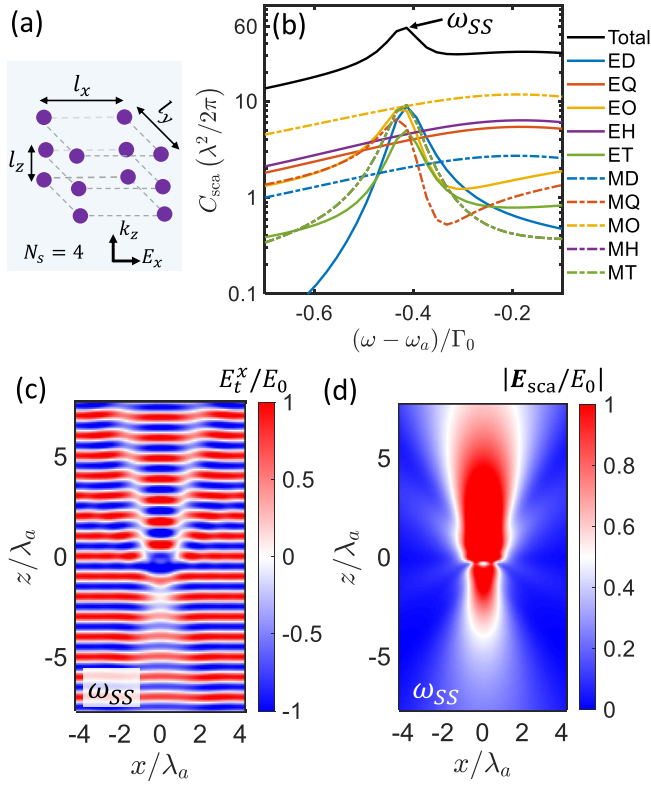 (a)
l_x
l_y
l_z
k_z
E_x
N_s = 4
(b)
ω_SS
C_sca (λ²/2π)
60
10
1
0.1
-0.6
-0.4
-0.2
(ω − ω_a)/Γ_0
Total
ED
EQ
EO
EH
ET
MD
MQ
MO
MH
MT
(c)
E_t^x/E_0
5
0
-5
z/λ_a
ω_SS
-4
-2
0
2
4
x/λ_a
1
0.5
0
-0.5
-1
(d)
|E_sca/E_0|
5
0
-5
z/λ_a
ω_SS
-4
-2
0
2
4
x/λ_a
1
0.8
0.6
0.4
0.2
0